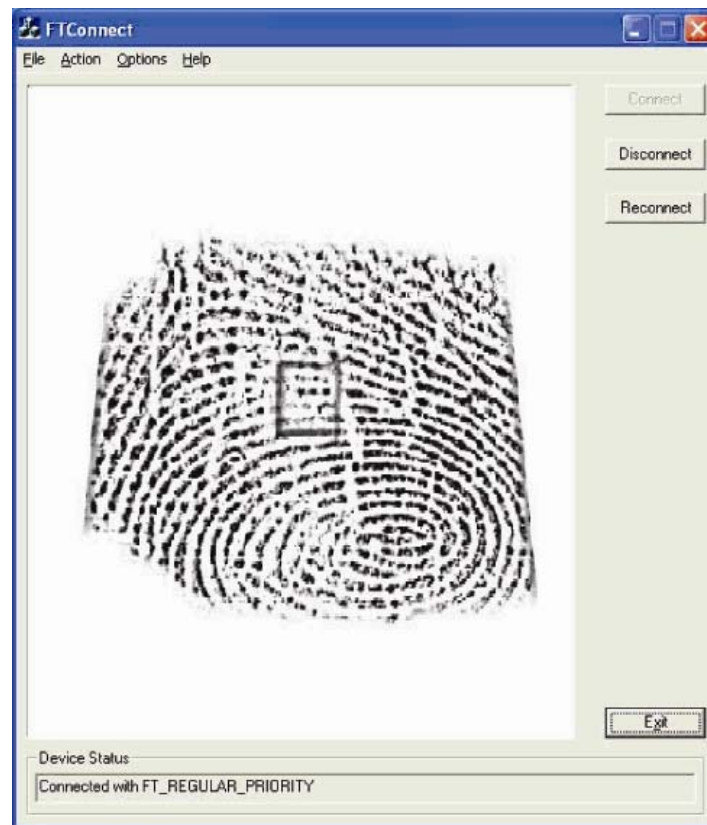 FTConnect
File Action Options Help
Connect
Disconnect
Reconnect
Exit
Device Status
Connected with FT_REGULAR_PRIORITY